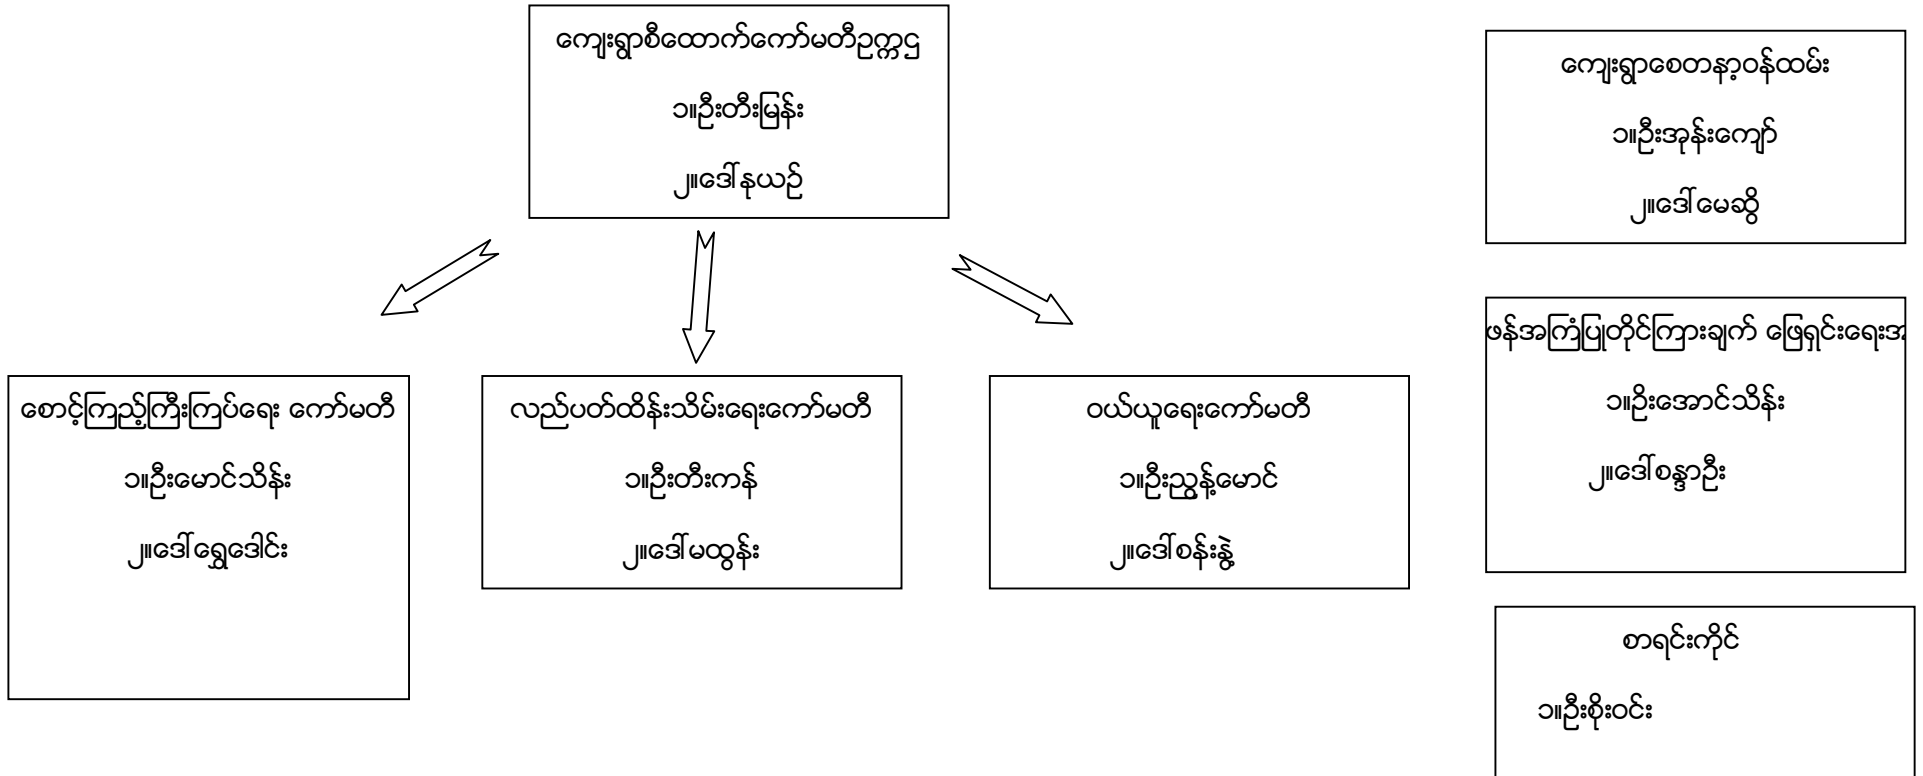 ကျေးရွာစီထောက်ကော်မတီဥက္ကဌ
၁။ဦးတီးမြန်း
၂။ဒေါ်နယဉ်
ကျေးရွာစေတနာ့ဝန်ထမ်း
၁။ဦးအုန်းကျော်
၂။ဒေါ်မေဆွိ
စောင့်ကြည့်ကြီးကြပ်ရေး ကော်မတီ
၁။ဦးမောင်သိန်း
၂။ဒေါ်ရွှေဒေါင်း
လည်ပတ်ထိန်းသိမ်းရေးကော်မတီ
၁။ဦးတီးကန်
၂။ဒေါ်မထွန်း
ဝယ်ယူရေးကော်မတီ
၁။ဦးညွန့်မောင်
၂။ဒေါ်စန်းနွဲ့
ဖန်အကြံပြုတိုင်ကြားချက် ဖြေရှင်းရေးအ
၁။ဦးအောင်သိန်း
၂။ဒေါ်စန္ဒာဦး
စာရင်းကိုင်
၁။ဦးစိုးဝင်း